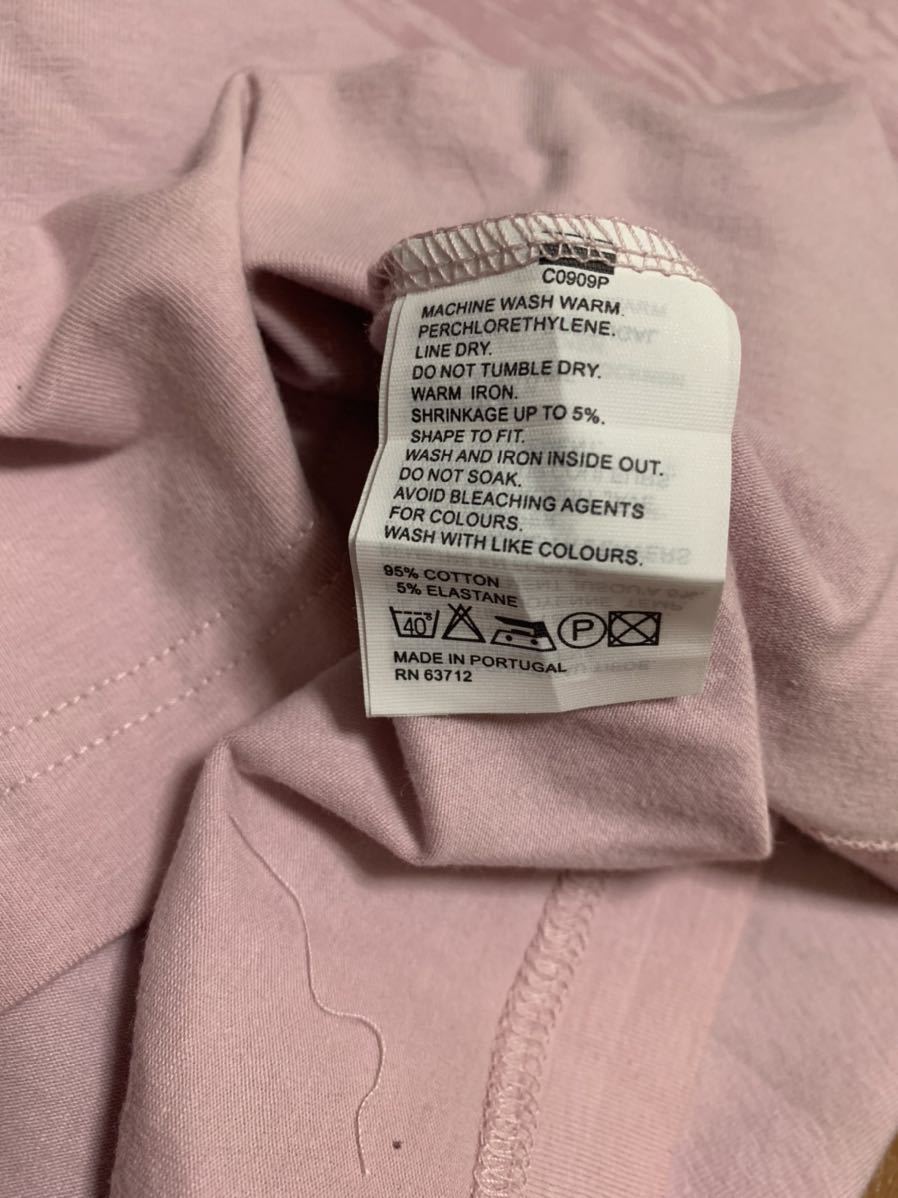 C0909P
MACHINE WASH WARM.
PERCHLORETHYLENE.
LINE DRY.
DO NOT TUMBLE DRY.
WARM IRON.
SHRINKAGE UP TO 5%.
SHAPE TO FIT.
WASH AND IRON INSIDE OUT.
DO NOT SOAK.
AVOID BLEACHING AGENTS
FOR COLOURS.
WASH WITH LIKE COLOURS.
95% COTTON
5% ELASTANE
40° P
MADE IN PORTUGAL
RN 63712